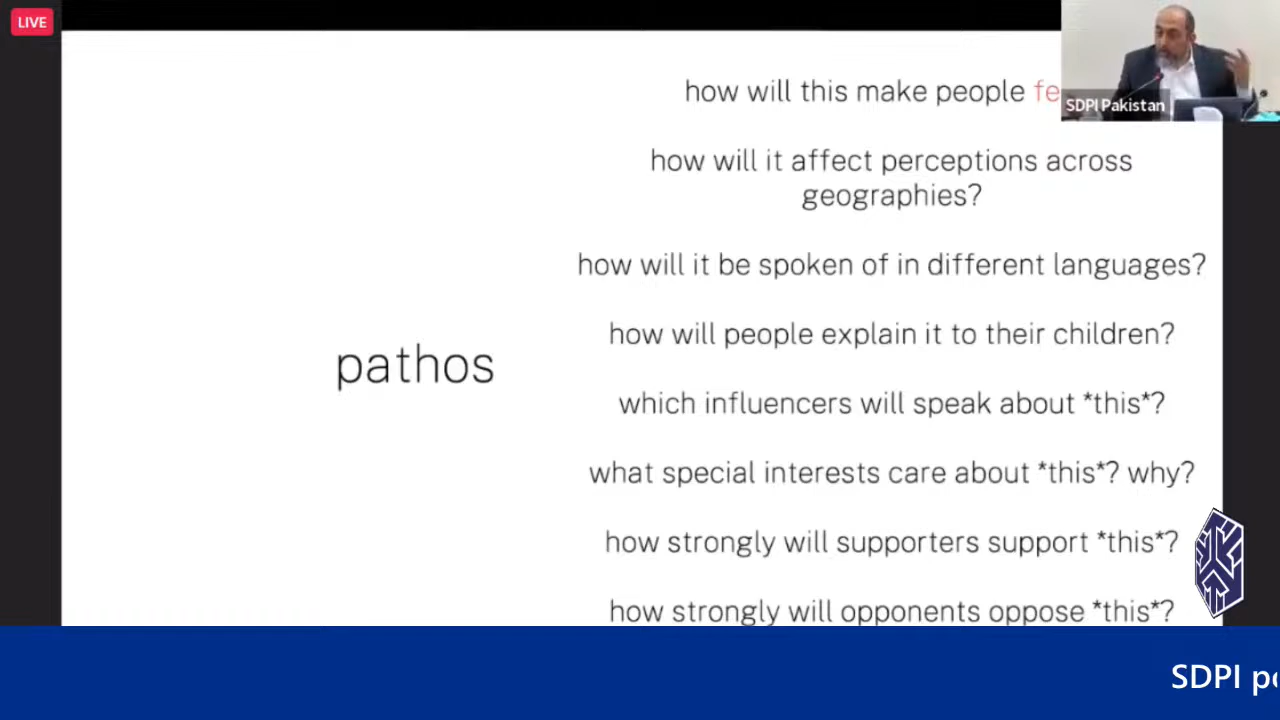 LIVE
how will this make people fe
SDPI Pakistan
how will it affect perceptions across
geographies?
how will it be spoken of in different languages?
how will people explain it to their children?
pathos
which influencers will speak about *this*?
what special interests care about *this*? why?
how strongly will supporters support *this*?
how strongly will opponents oppose *this*?
SDPI